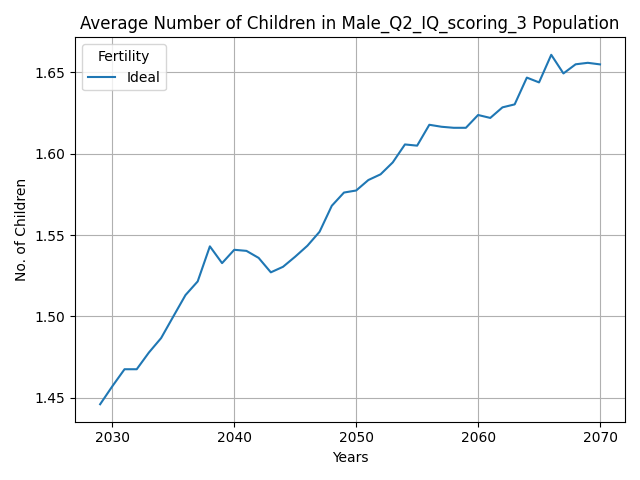 Average Number of Children in Male_Q2_IQ_scoring_3 Population
Fertility
Ideal
No. of Children
1.65
1.60
1.55
1.50
1.45
2030 2040 2050 2060 2070
Years